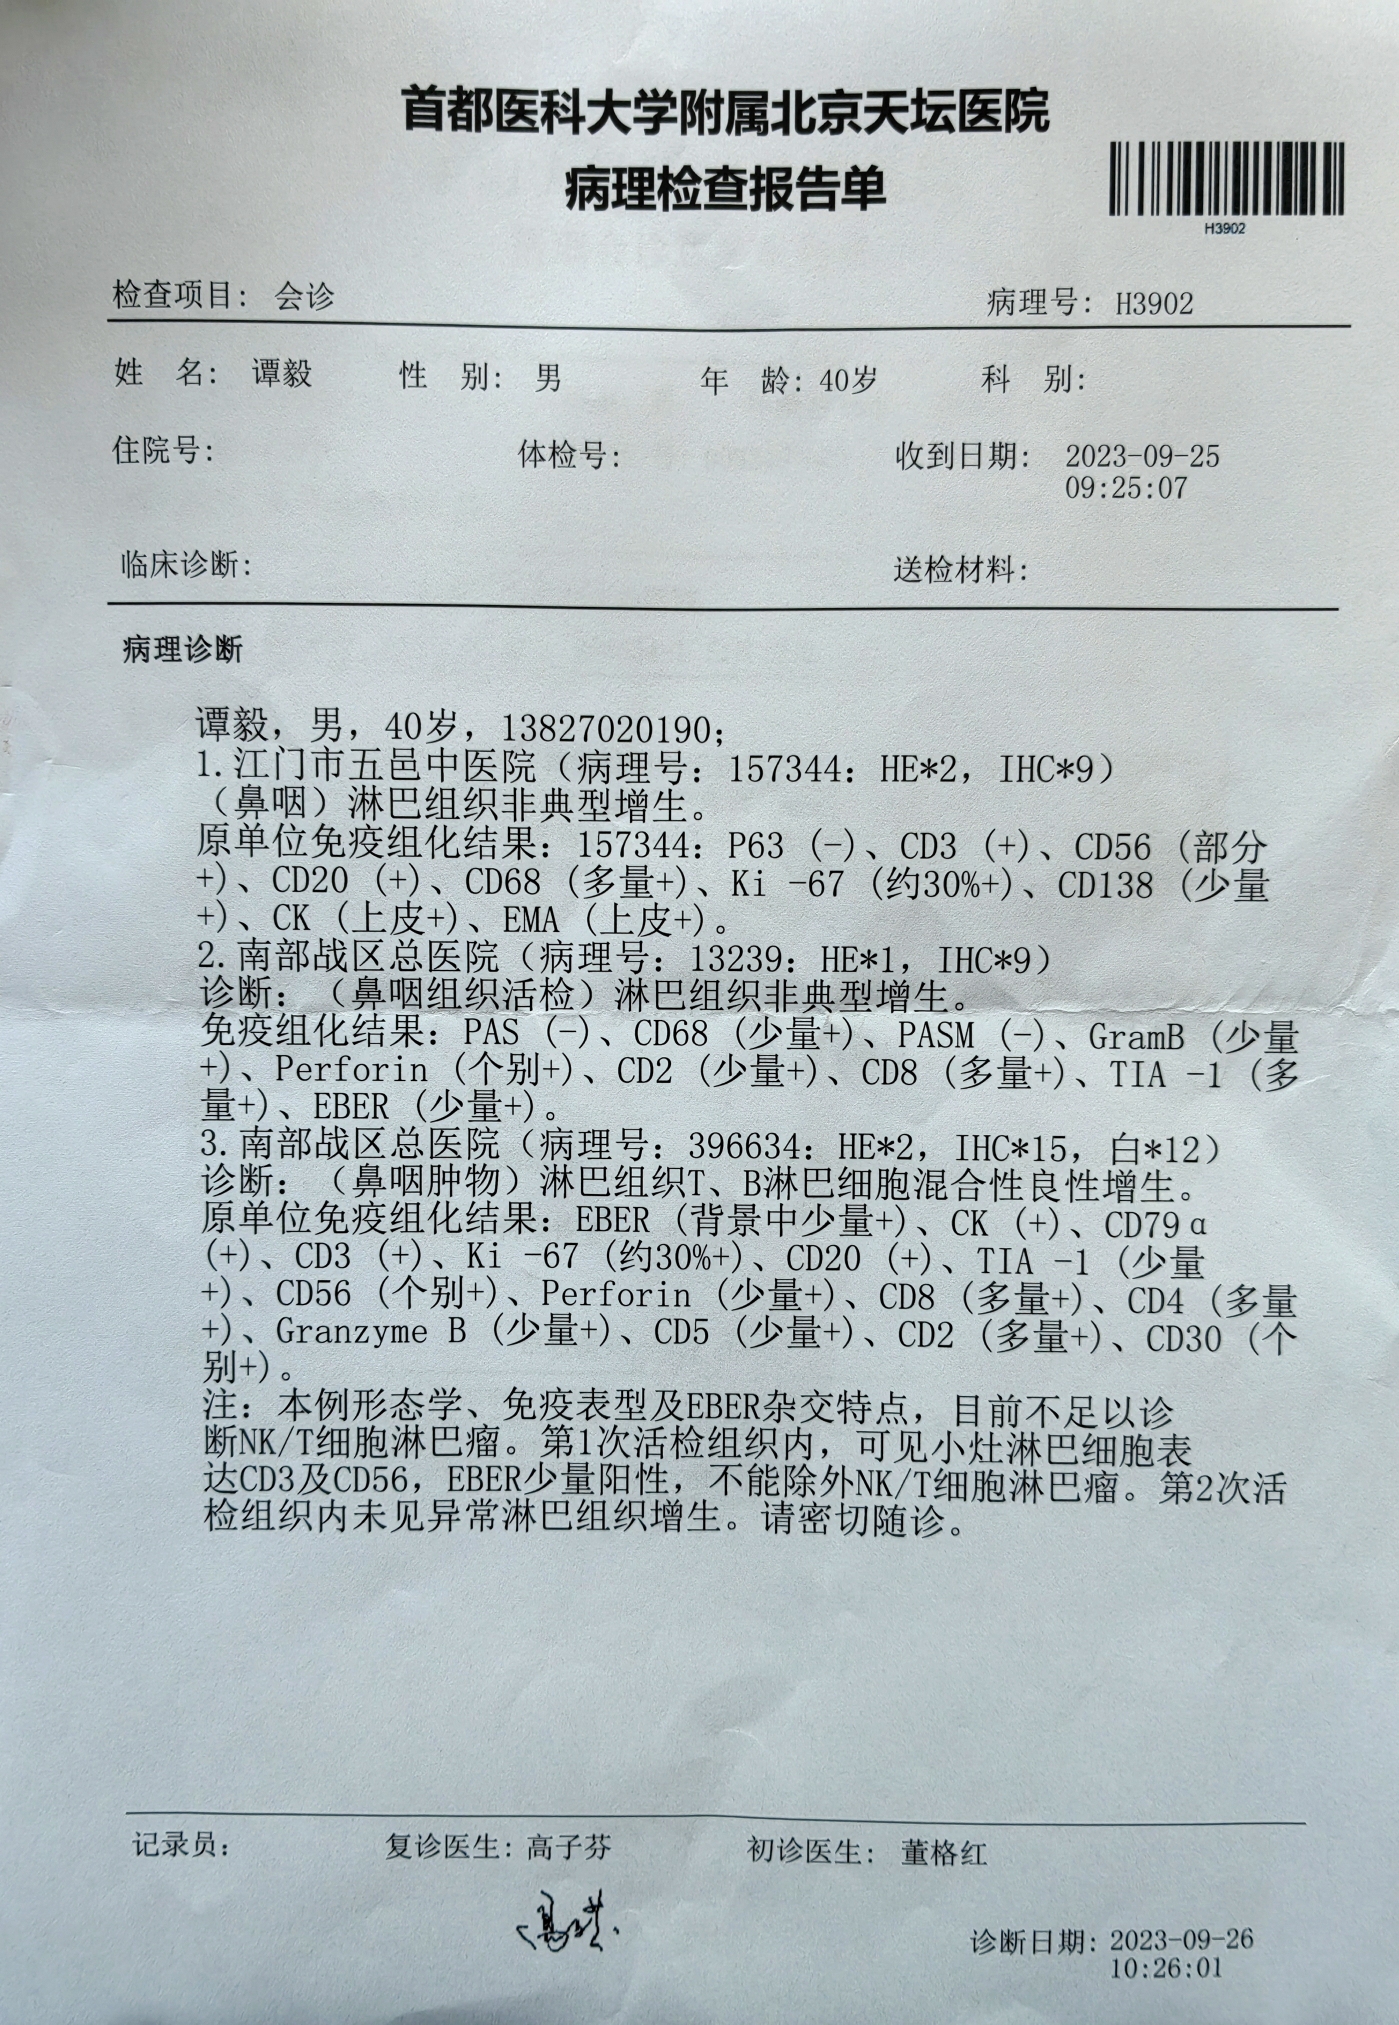 首都医科大学附属北京天坛医院
病理检查报告单
H3902
检查项目: 会诊 病理号: H3902
姓 名: 谭毅 性 别: 男 年 龄: 40岁 科 别:
住院号: 体检号: 收到日期: 2023-09-25
09:25:07
临床诊断: 送检材料:
病理诊断
谭毅，男，40岁，13827020190；
1.江门市五邑中医院（病理号：157344：HE*2，IHC*9）
（鼻咽）淋巴组织非典型增生。
原单位免疫组化结果：157344：P63 (-)、CD3 (+)、CD56 (部分
+)、CD20 (+)、CD68 (多量+)、Ki -67 (约30%+)、CD138 (少量
+)、CK (上皮+)、EMA (上皮+)。
2.南部战区总医院（病理号：13239：HE*1，IHC*9）
诊断：（鼻咽组织活检）淋巴组织非典型增生。
免疫组化结果：PAS (-)、CD68 (少量+)、PASM (-)、GramB (少量
+)、Perforin (个别+)、CD2 (少量+)、CD8 (多量+)、TIA -1 (多
量+)、EBER (少量+)。
3.南部战区总医院（病理号：396634：HE*2，IHC*15，白*12）
诊断：（鼻咽肿物）淋巴组织T、B淋巴细胞混合性良性增生。
原单位免疫组化结果：EBER (背景中少量+)、CK (+)、CD79α
(+)、CD3 (+)、Ki -67 (约30%+)、CD20 (+)、TIA -1 (少量
+)、CD56 (个别+)、Perforin (少量+)、CD8 (多量+)、CD4 (多量
+)、Granzyme B (少量+)、CD5 (少量+)、CD2 (多量+)、CD30 (个
别+)。
注：本例形态学、免疫表型及EBER杂交特点，目前不足以诊
断NK/T细胞淋巴瘤。第1次活检组织内，可见小灶淋巴细胞表
达CD3及CD56，EBER少量阳性，不能除外NK/T细胞淋巴瘤。第2次活
检组织内未见异常淋巴组织增生。请密切随诊。
记录员: 复诊医生: 高子芬 初诊医生: 董格红
诊断日期: 2023-09-26
10:26:01